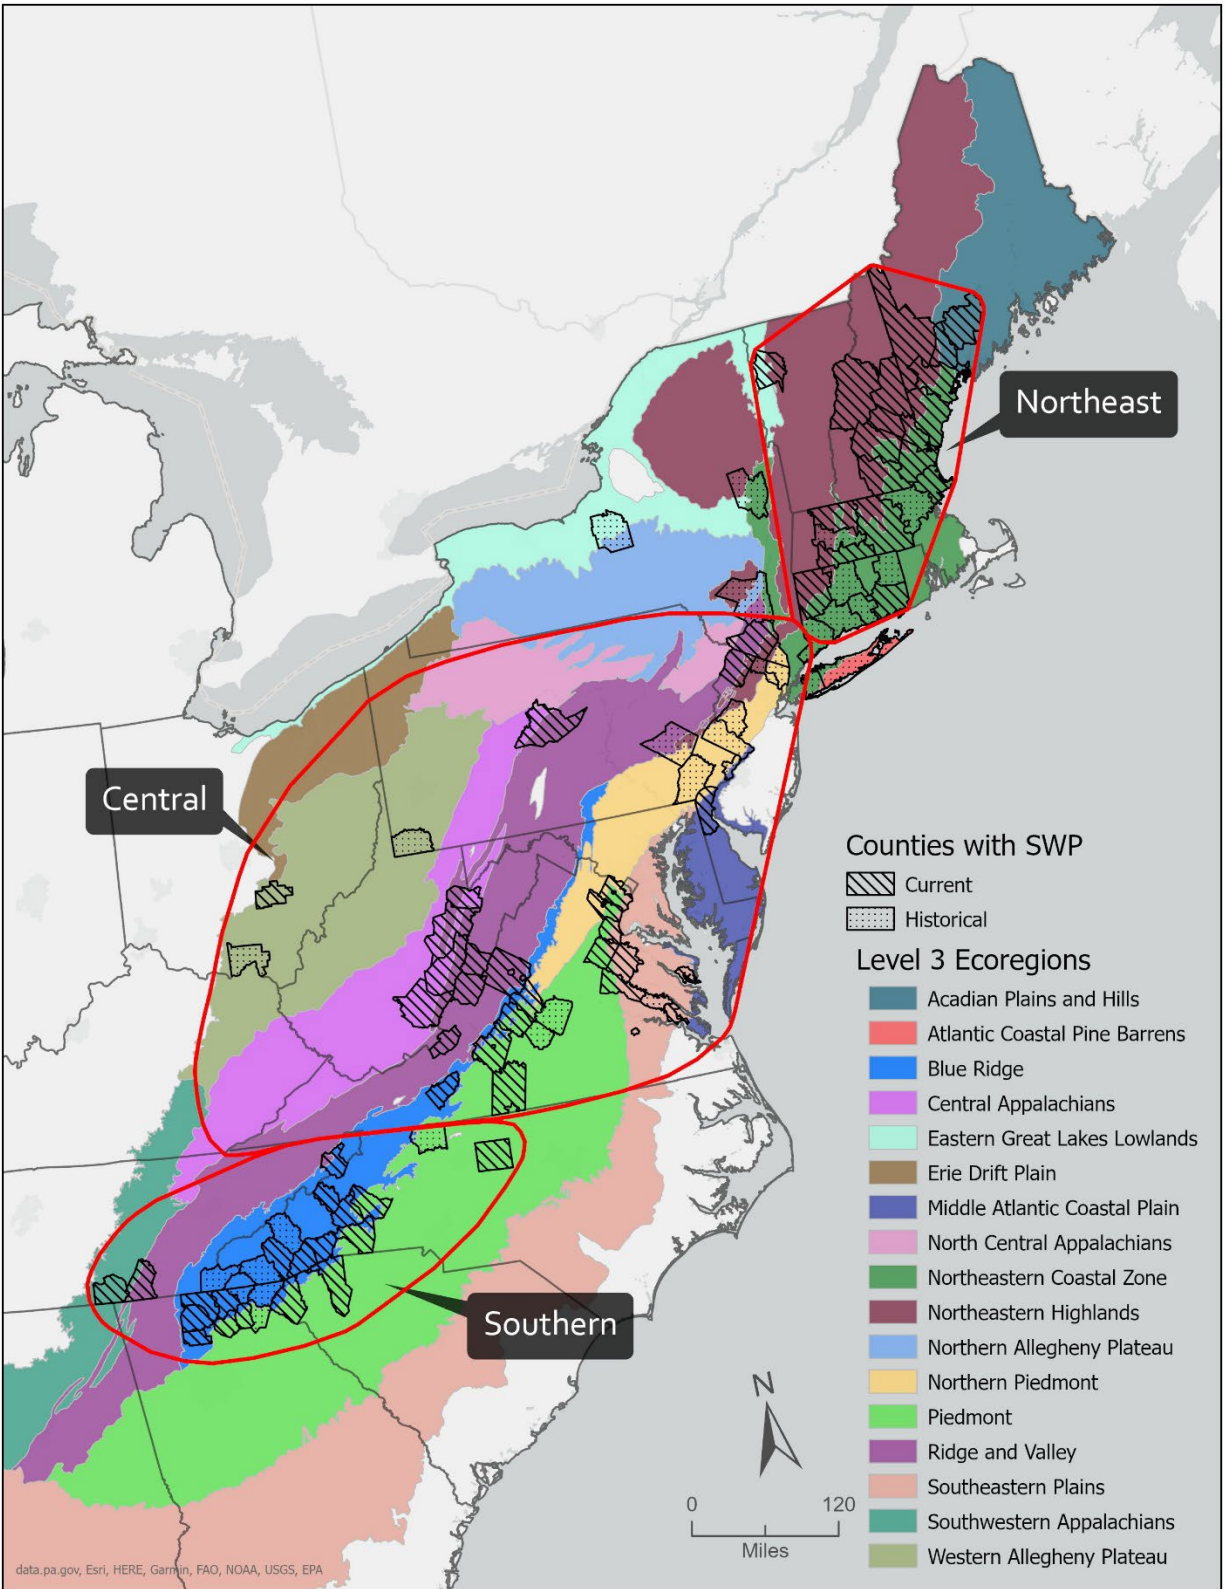 Northeast
Central
Southern
Counties with SWP
Current
Historical
Level 3 Ecoregions
Acadian Plains and Hills
Atlantic Coastal Pine Barrens
Blue Ridge
Central Appalachians
Eastern Great Lakes Lowlands
Erie Drift Plain
Middle Atlantic Coastal Plain
North Central Appalachians
Northeastern Coastal Zone
Northeastern Highlands
Northern Allegheny Plateau
Northern Piedmont
Piedmont
Ridge and Valley
Southeastern Plains
Southwestern Appalachians
Western Allegheny Plateau
N
0 120
Miles
data.pa.gov, Esri, HERE, Garmin, FAO, NOAA, USGS, EPA